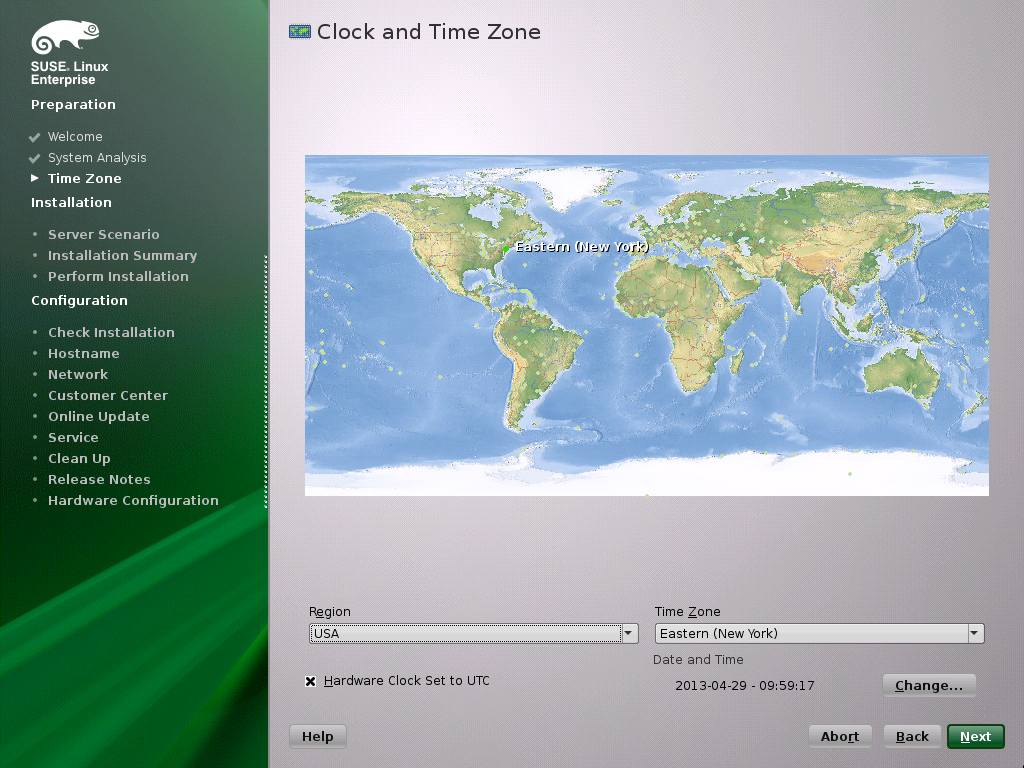 SUSE. Linux
Enterprise
Preparation
Welcome
System Analysis
Time Zone
Installation
Server Scenario
Installation Summary
Perform Installation
Configuration
Check Installation
Hostname
Network
Customer Center
Online Update
Service
Clean Up
Release Notes
Hardware Configuration
Clock and Time Zone
Eastern (New York)
Region
Time Zone
USA
Eastern (New York)
Date and Time
Hardware Clock Set to UTC
2013-04-29 - 09:59:17
Change...
Help
Abort
Back
Next